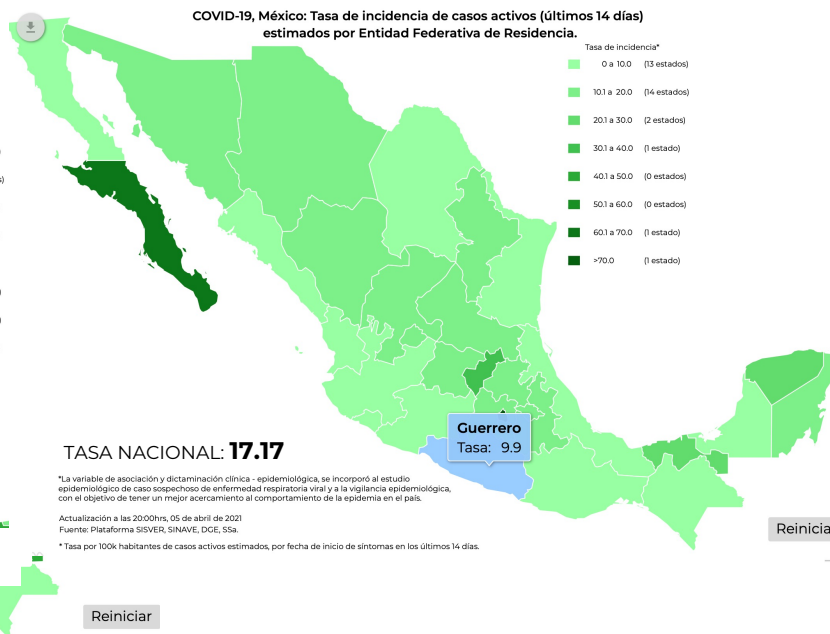 COVID-19, México: Tasa de incidencia de casos activos (últimos 14 días)
estimados por Entidad Federativa de Residencia.
Tasa de incidencia*
0 a 10.0 (13 estados)
10.1 a 20.0 (14 estados)
20.1 a 30.0 (2 estados)
30.1 a 40.0 (1 estado)
40.1 a 50.0 (0 estados)
50.1 a 60.0 (0 estados)
60.1 a 70.0 (1 estado)
>70.0 (1 estado)
Guerrero
Tasa: 9.9
TASA NACIONAL: 17.17
*La variable de asociación y dictaminación clínica - epidemiológica, se incorporó al estudio
epidemiológico de caso sospechoso de enfermedad respiratoria viral y a la vigilancia epidemiológica,
con el objetivo de tener un mejor acercamiento al comportamiento de la epidemia en el país.
Actualización a las 20:00hrs, 05 de abril de 2021
Fuente: Plataforma SISVER, SINAVE, DGE, SSa.
* Tasa por 100k habitantes de casos activos estimados, por fecha de inicio de síntomas en los últimos 14 días.
Reinicia
Reiniciar